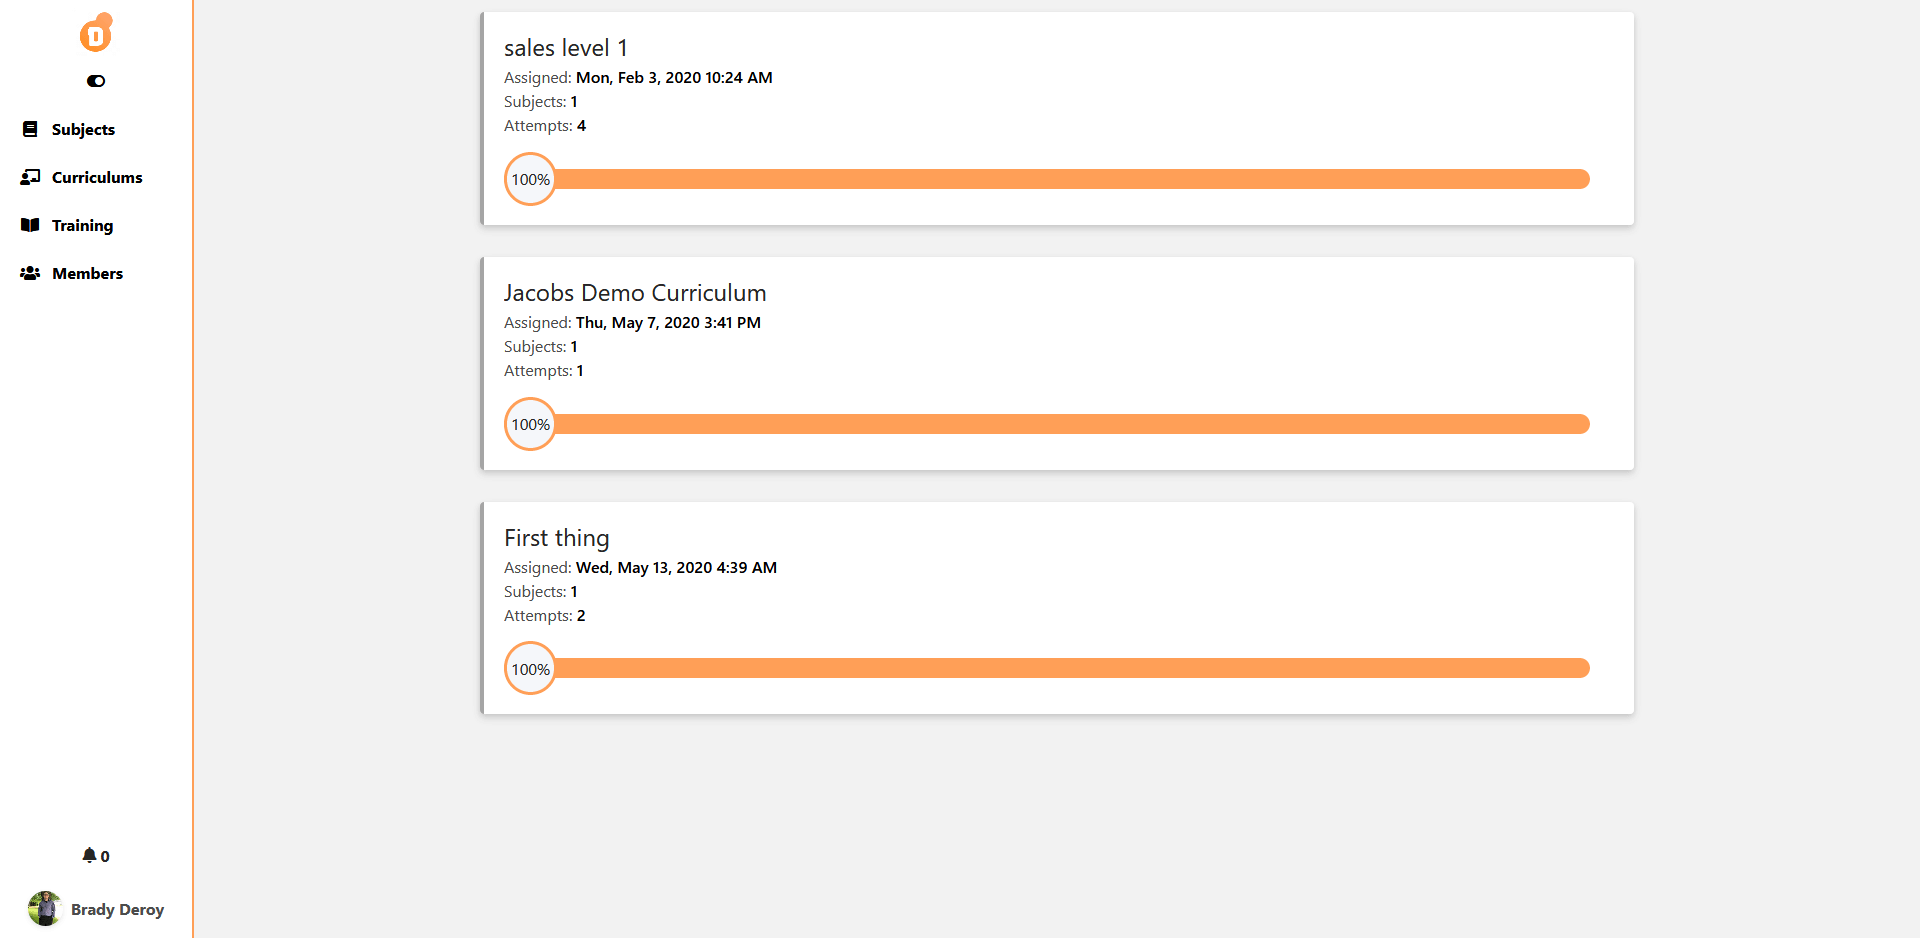 D
Subjects
Curriculums
Training
Members
0
Brady Deroy
sales level 1
Assigned: Mon, Feb 3, 2020 10:24 AM
Subjects: 1
Attempts: 4
100%
Jacobs Demo Curriculum
Assigned: Thu, May 7, 2020 3:41 PM
Subjects: 1
Attempts: 1
100%
First thing
Assigned: Wed, May 13, 2020 4:39 AM
Subjects: 1
Attempts: 2
100%